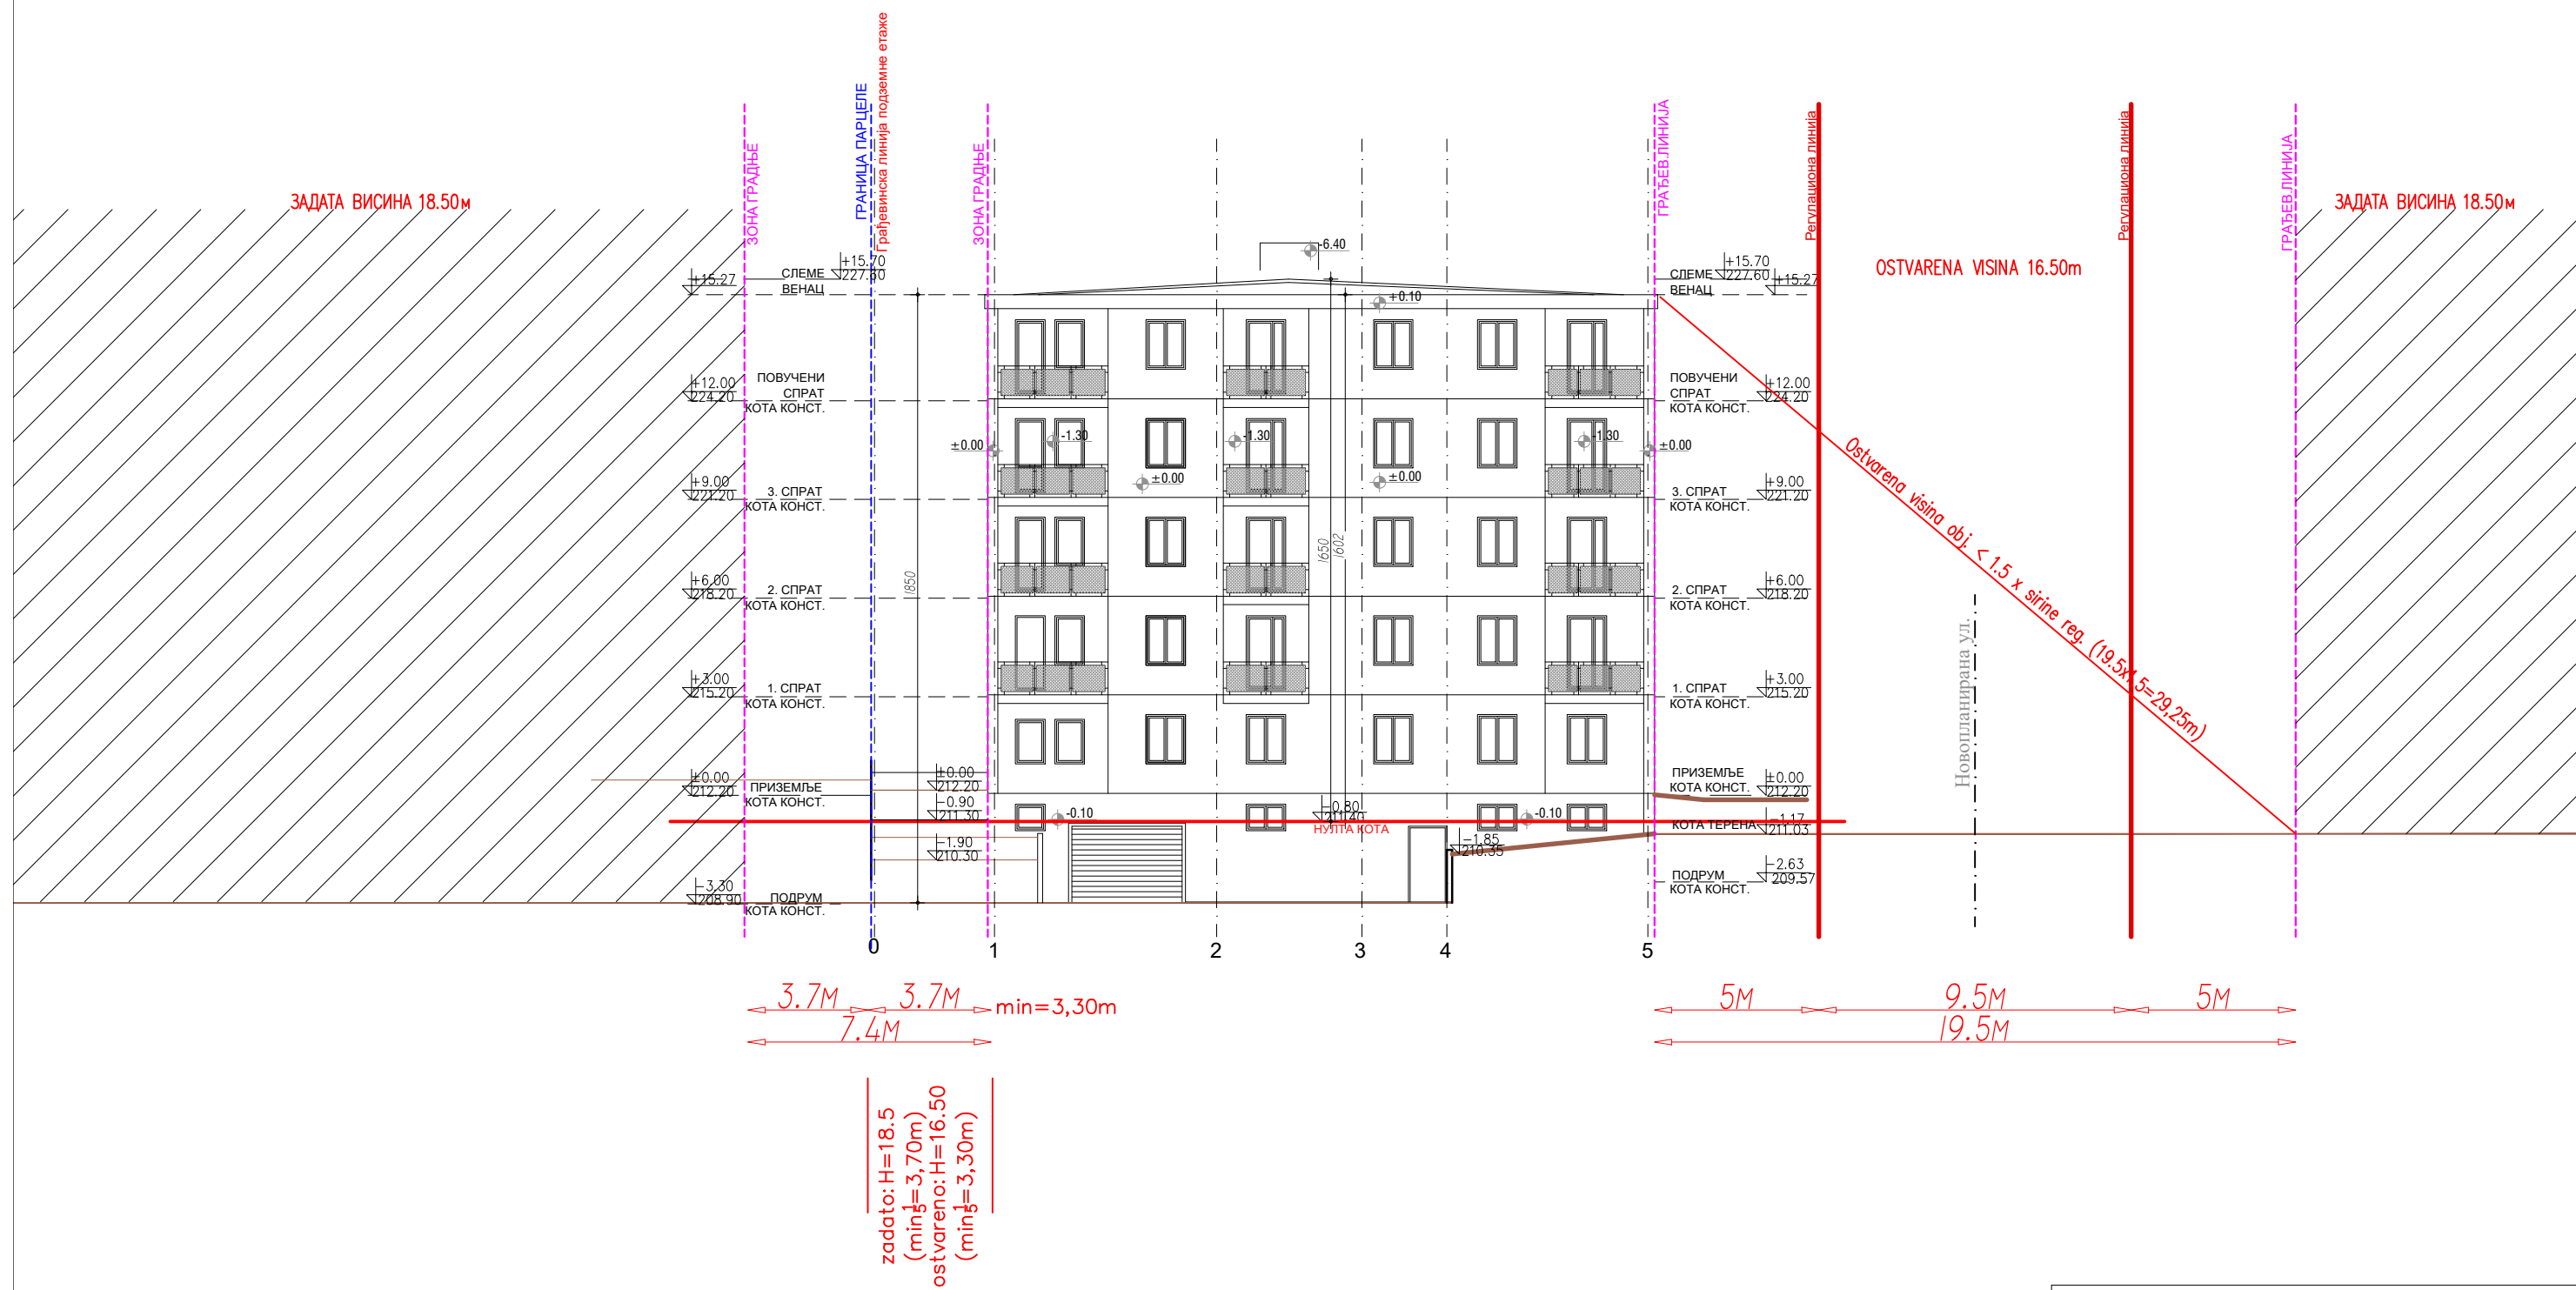 Грађевинска линија подземне етаже
ГРАНИЦА ПАРЦЕЛЕ
ЗОНА ГРАДЊЕ
ЗОНА ГРАДЊЕ
ГРАЂЕВ.ЛИНИЈА
Регулациона линија
Регулациона линија
ГРАЂЕВ.ЛИНИЈА
ЗАДАТА ВИСИНА 18.50м
ЗАДАТА ВИСИНА 18.50м
OSTVARENA VISINA 16.50m
-6.40
+15.70
227.60
СЛЕМЕ
+15.27
ВЕНАЦ
СЛЕМЕ
+15.70
227.60
ВЕНАЦ
+15.27
+0.10
+12.00
224.20
ПОВУЧЕНИ
СПРАТ
КОТА КОНСТ.
ПОВУЧЕНИ
СПРАТ
КОТА КОНСТ.
+12.00
224.20
±0.00
-1.30
-1.30
-1.30
±0.00
±0.00
±0.00
+9.00
221.20
3. СПРАТ
КОТА КОНСТ.
3. СПРАТ
КОТА КОНСТ.
+9.00
221.20
Ostvarena visina obj. < 1.5 x sirine reg. (19.5x1.5=29,25m)
1850
1650
1602
+6.00
218.20
2. СПРАТ
КОТА КОНСТ.
2. СПРАТ
КОТА КОНСТ.
+6.00
218.20
Новопланирана ул.
+3.00
215.20
1. СПРАТ
КОТА КОНСТ.
1. СПРАТ
КОТА КОНСТ.
+3.00
215.20
±0.00
212.20
ПРИЗЕМЉЕ
КОТА КОНСТ.
±0.00
212.20
-0.90
211.30
-1.90
210.30
ПРИЗЕМЉЕ
КОТА КОНСТ.
±0.00
212.20
-0.10
-0.80
211.40
НУЛТА КОТА
-0.10
КОТА ТЕРЕНА
-1.17
211.03
-1.85
210.35
-3.30
208.90
ПОДРУМ
КОТА КОНСТ.
ПОДРУМ
КОТА КОНСТ.
-2.63
209.57
0
1
2
3
4
5
3.7М
3.7М
min=3,30m
7.4М
5М
9.5М
5М
19.5М
zaddato: H=18.5
(min 1/5=3,70m)
ostvareno: H=16.50
(min 1/5=3,30m)